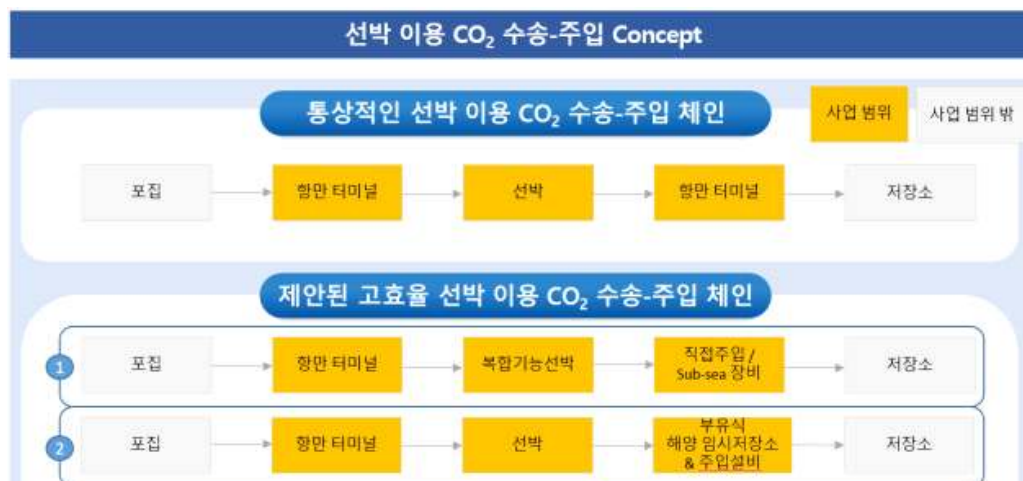 선박 이용 CO₂ 수송-주입 Concept
통상적인 선박 이용 CO₂ 수송-주입 체인
사업 범위
사업 범위 밖
포집
항만 터미널
선박
항만 터미널
저장소
제안된 고효율 선박 이용 CO₂ 수송-주입 체인
1
포집
항만 터미널
복합기능선박
직접주입 /
Sub-sea 장비
저장소
2
포집
항만 터미널
선박
부유식
해양 임시저장소
& 주입설비
저장소